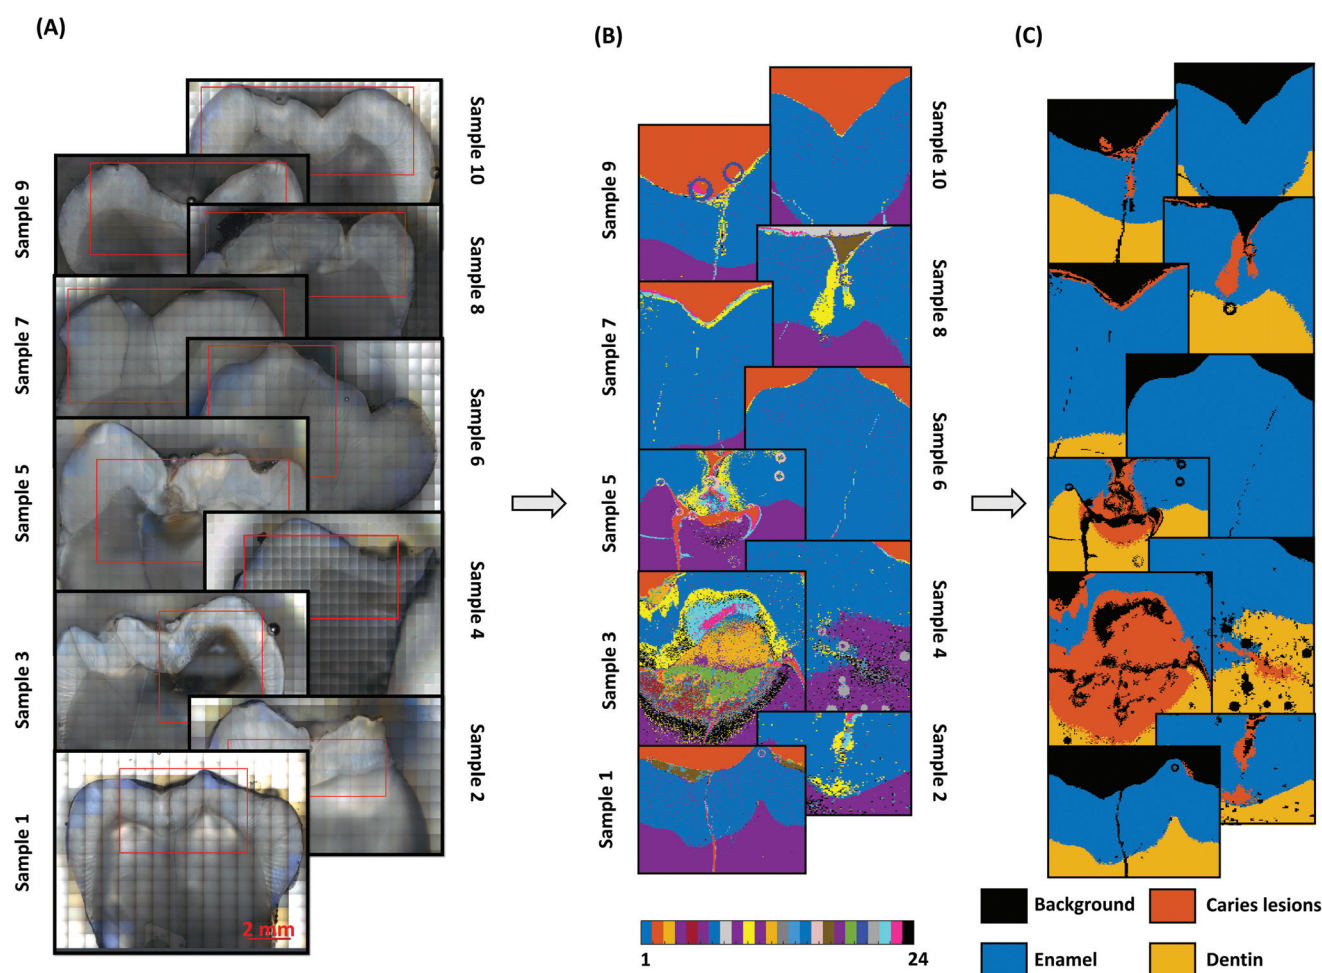 (A)
Sample 10
Sample 9
Sample 8
Sample 7
Sample 6
Sample 5
Sample 4
Sample 3
Sample 2
Sample 1
2 mm
(B)
Sample 10
Sample 9
Sample 8
Sample 7
Sample 6
Sample 5
Sample 4
Sample 3
Sample 2
Sample 1
1
24
(C)
Background
Caries lesions
Enamel
Dentin